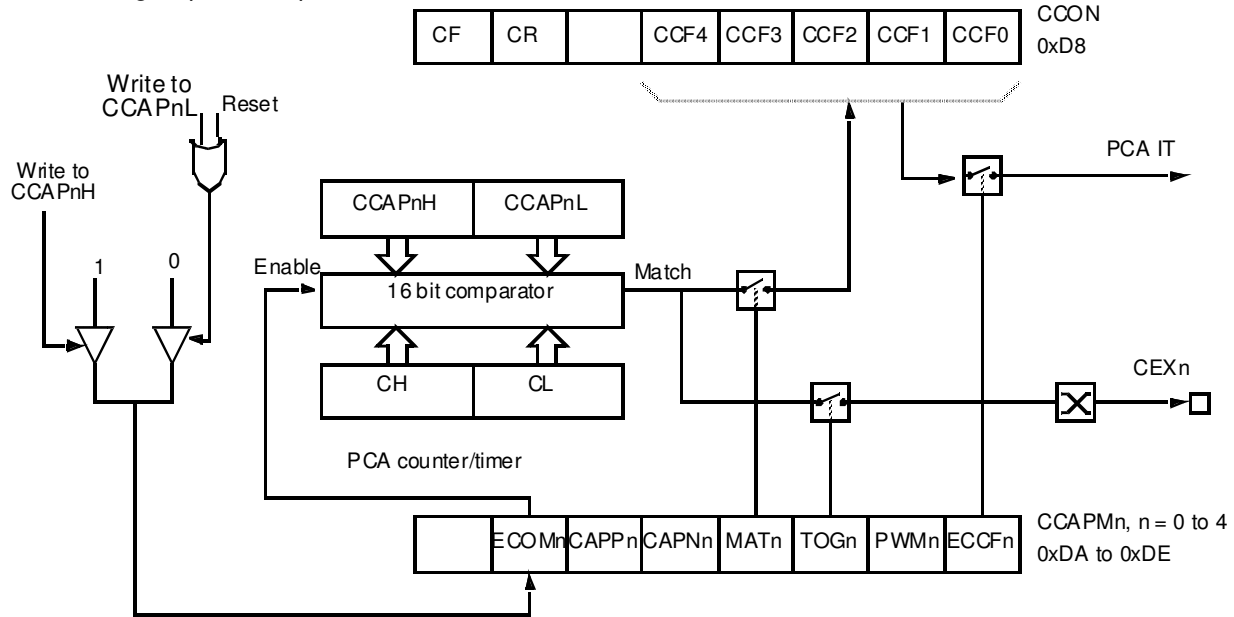 CF CR CCF4 CCF3 CCF2 CCF1 CCF0
CCON
0xD8
Write to
CCAPnL
Reset
Write to
CCAPnH
1
0
PCA IT
CCAPnH CCAPnL
Enable
16 bit comparator
Match
CH CL
CEXn
PCA counter/timer
ECOMn CAPPn CAPNn MATn TOGn PWMn ECCFn
CCAPMn, n = 0 to 4
0xDA to 0xDE